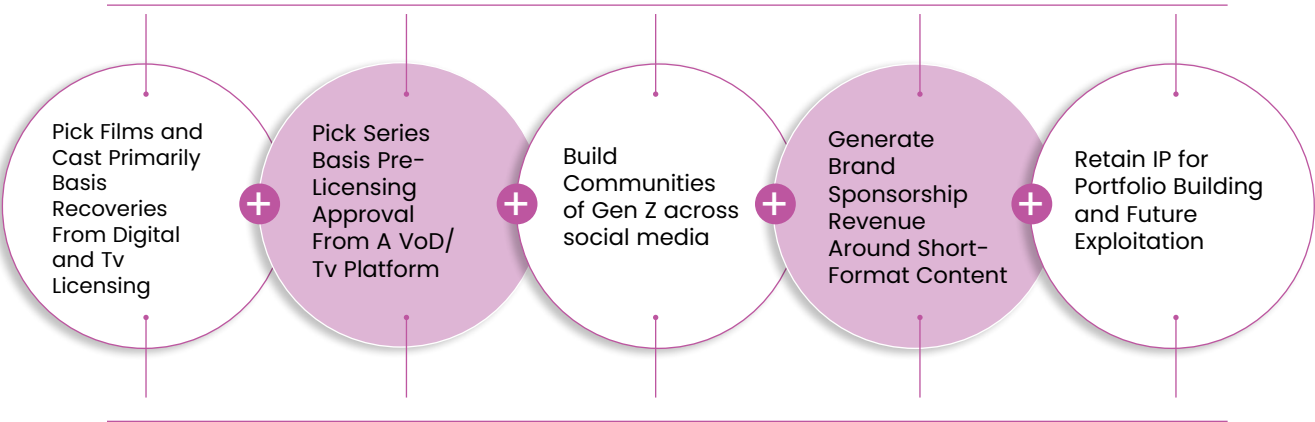 Pick Films and
Cast Primarily
Basis
Recoveries
From Digital
and Tv
Licensing
+
Pick Series
Basis Pre-
Licensing
Approval
From A VoD/
Tv Platform
+
Build
Communities
of Gen Z across
social media
+
Generate
Brand
Sponsorship
Revenue
Around Short-
Format Content
+
Retain IP for
Portfolio Building
and Future
Exploitation